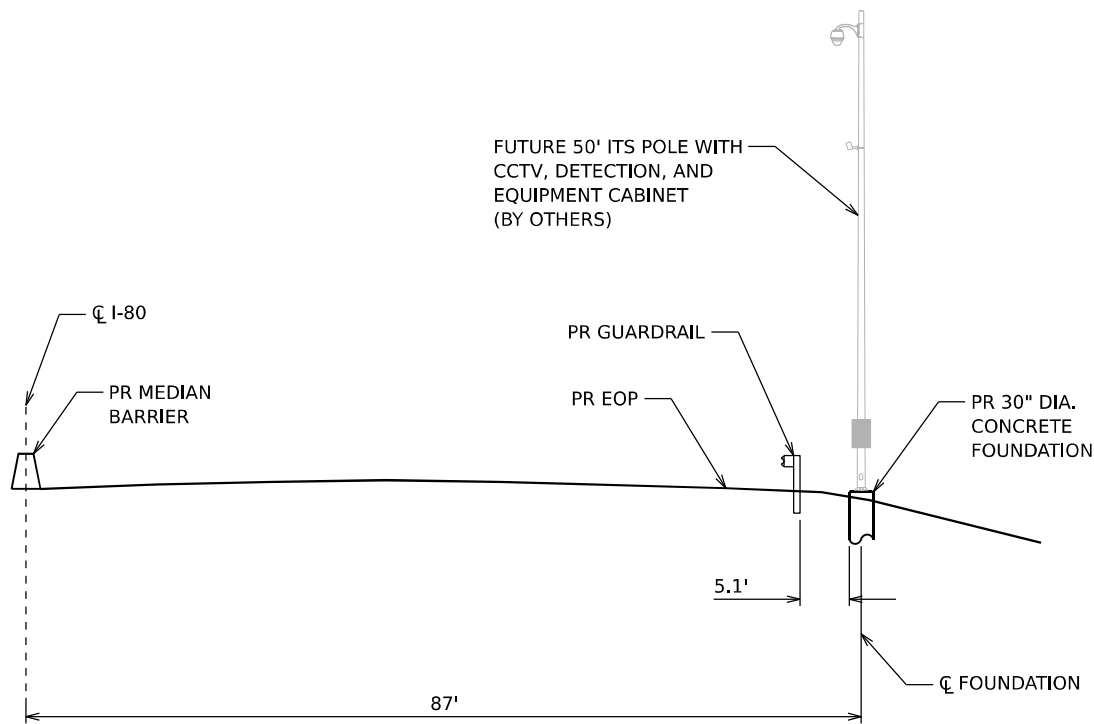 FUTURE 50' ITS POLE WITH
CCTV, DETECTION, AND
EQUIPMENT CABINET
(BY OTHERS)
℄ I-80
PR GUARDRAIL
PR MEDIAN
BARRIER
PR EOP
PR 30" DIA.
CONCRETE
FOUNDATION
5.1'
℄ FOUNDATION
87'